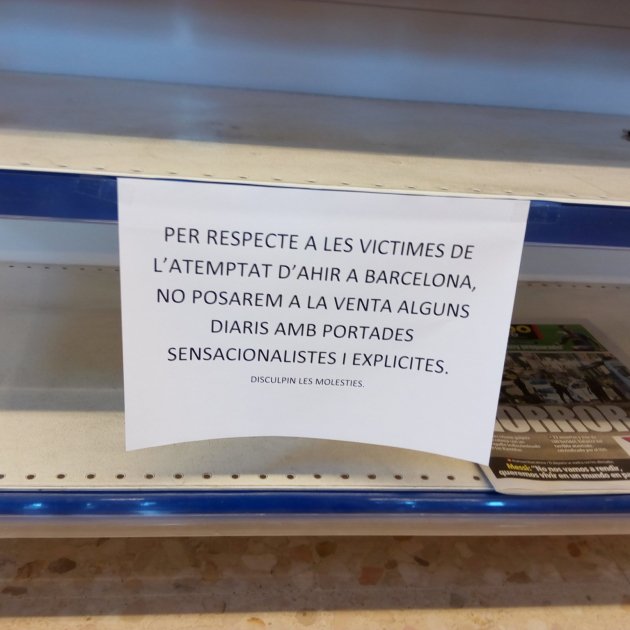 PER RESPECTE A LES VICTIMES DE
L'ATEMPTAT D'AHIR A BARCELONA,
NO POSAREM A LA VENTA ALGUNS
DIARIS AMB PORTADES
SENSACIONALISTES I EXPLICITES.
DISCULPIN LES MOLESTIES.
ORROR
Messi: "No nos vamos a rendir
queremos vivir en un mundo en